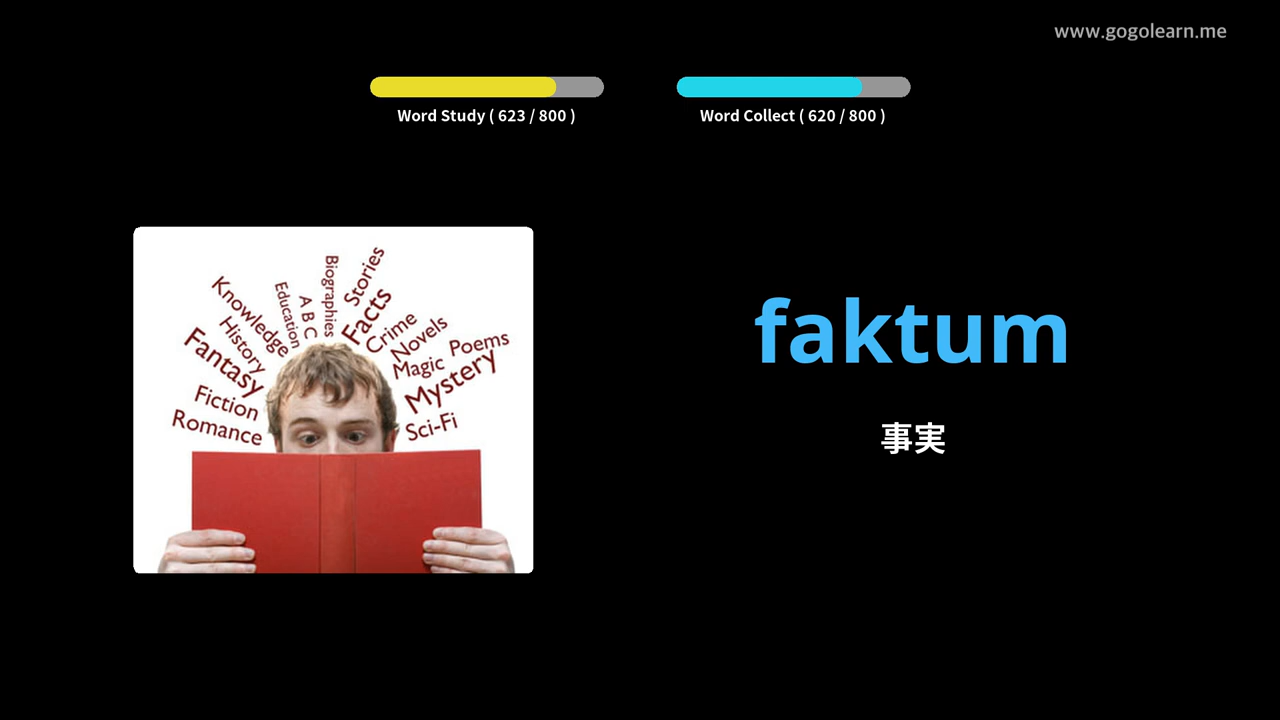 www.gogolearn.me
Word Study ( 623 / 800 )
Word Collect ( 620 / 800 )
Biographies
Stories
Education
A B C
Facts
Knowledge
Crime
History
Novels
Poems
Fantasy
Magic
Mystery
Fiction
Romance
Sci-Fi
faktum
事実